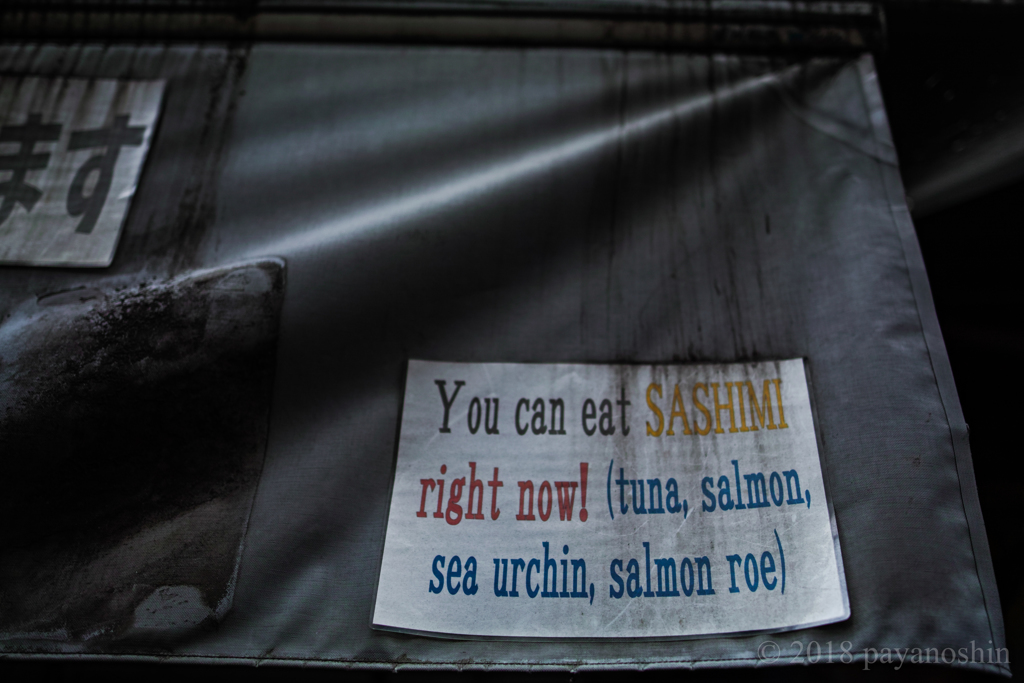 ます
You can eat SASHIMI
right now! (tuna, salmon,
sea urchin, salmon roe)
© 2018 payanoshin